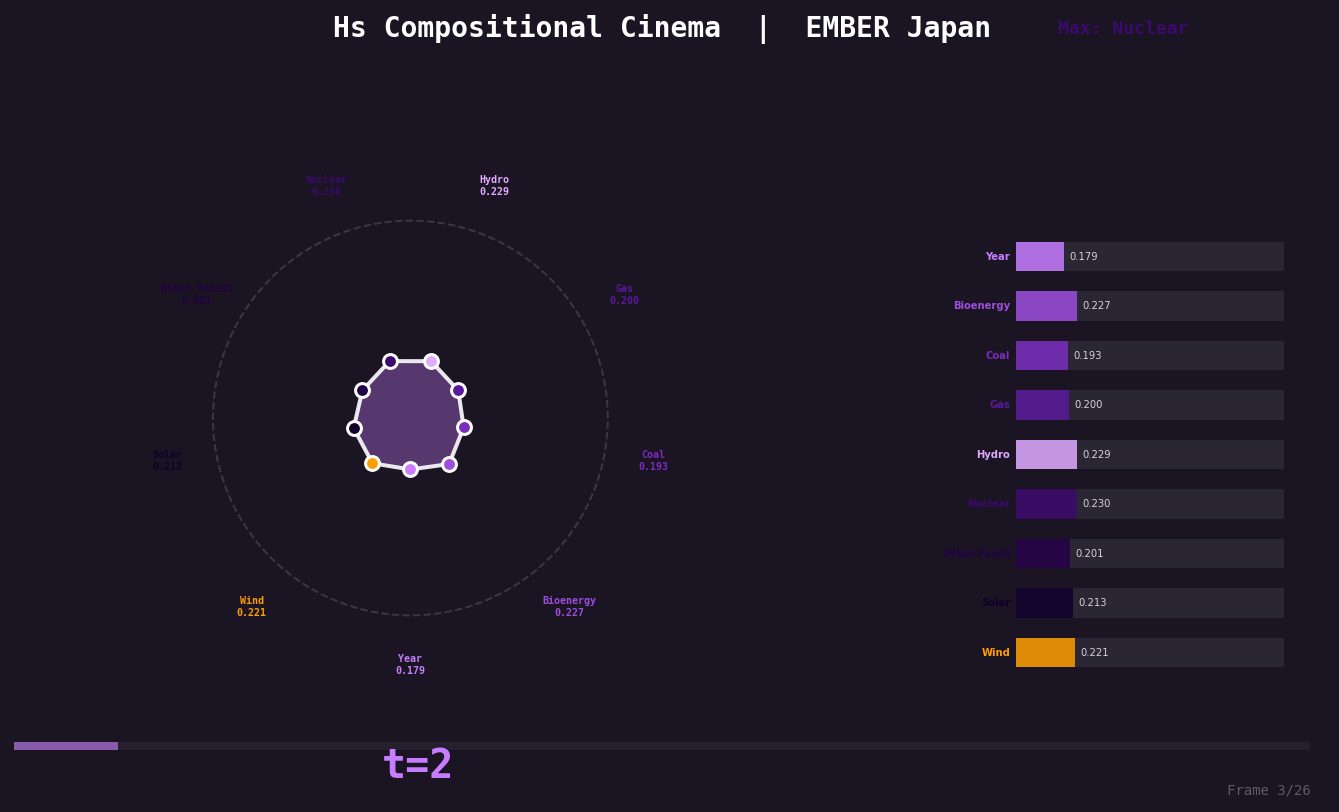 Hs Compositional Cinema | EMBER Japan
Max: Nuclear
Nuclear
0.230
Hydro
0.229
Other Fossil
0.201
Gas
0.200
Solar
0.213
Coal
0.193
Wind
0.221
Bioenergy
0.227
Year
0.179
Year 0.179
Bioenergy 0.227
Coal 0.193
Gas 0.200
Hydro 0.229
Nuclear 0.230
Other Fossil 0.201
Solar 0.213
Wind 0.221
t=2
Frame 3/26